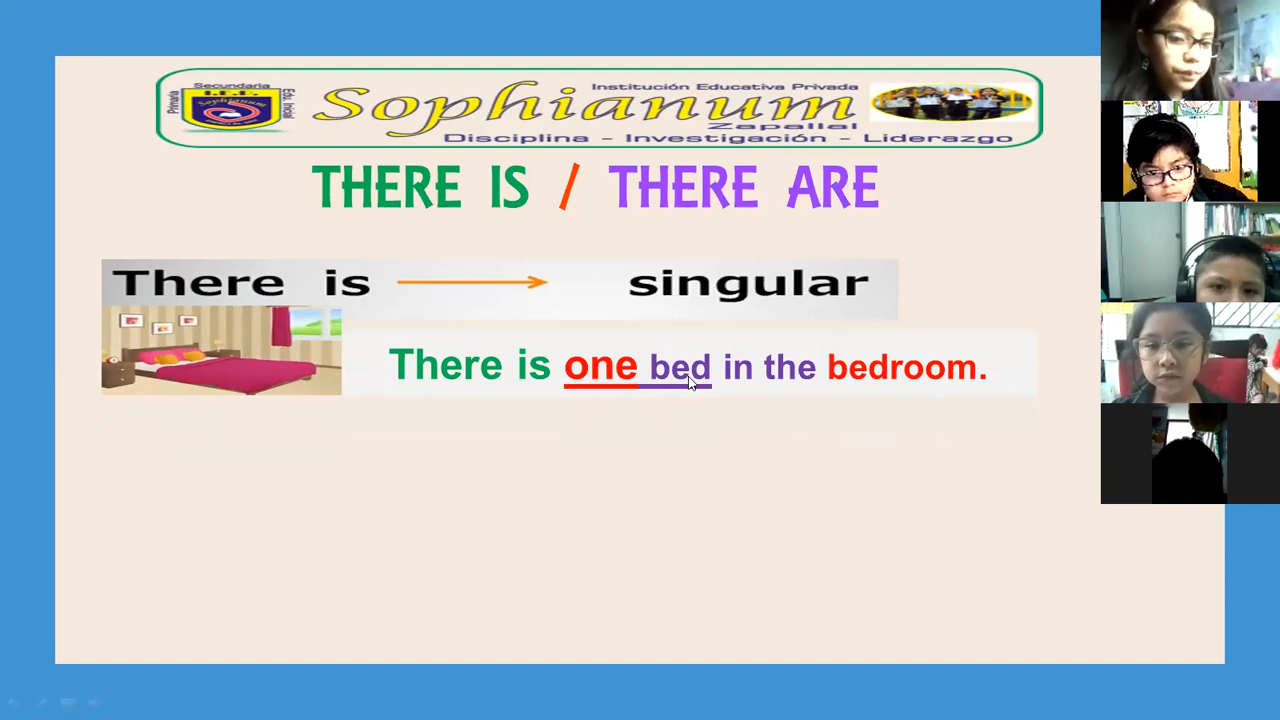 Secundaria
I.E.P.
Primaria
Sophianum
Edu. Inicial
Institución Educativa Privada
Sophianum
Zapallal
Disciplina - Investigación - Liderazgo
THERE IS / THERE ARE
There is singular
There is one bed in the bedroom.